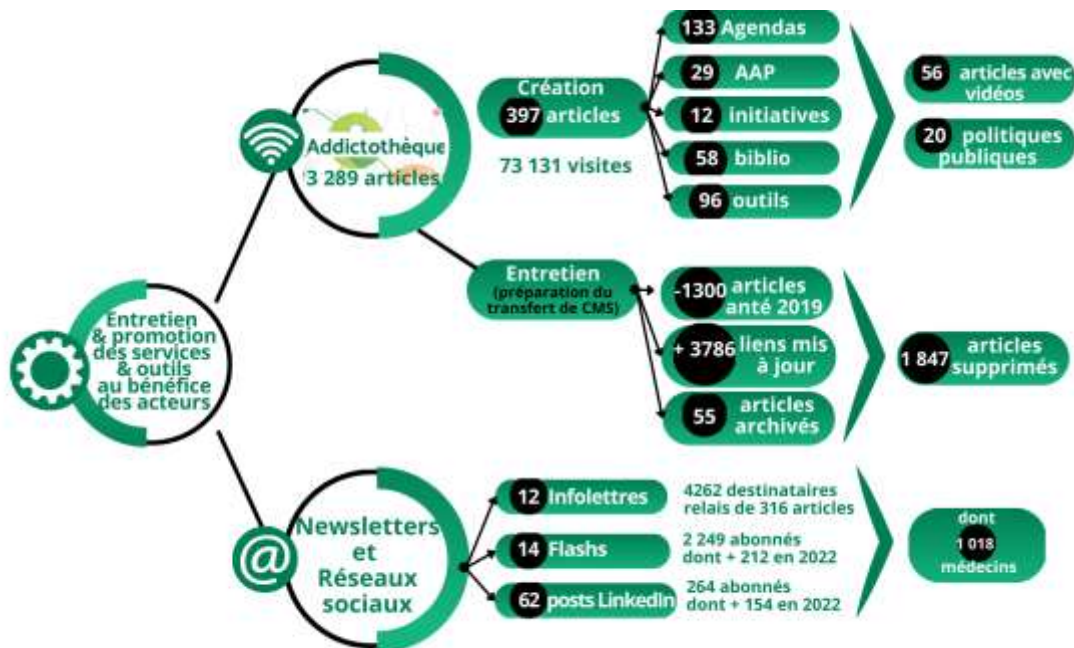 Entretien
& promotion
des services
& outils
au bénéfice
des acteurs
Addictothèque
3 289 articles
Création
397 articles
73 131 visites
133 Agendas
29 AAP
12 initiatives
58 biblio
96 outils
56 articles avec
vidéos
20 politiques
publiques
Entretien
(préparation du
transfert de CMS)
-1300 articles
anté 2019
+ 3786 liens mis
à jour
55 articles
archivés
1 847 articles
supprimés
@
Newsletters
et
Réseaux
sociaux
12 Infolettres
4262 destinataires
relais de 316 articles
14 Flashs
2 249 abonnés
dont + 212 en 2022
62 posts LinkedIn
264 abonnés
dont + 154 en 2022
dont
1 018
médecins